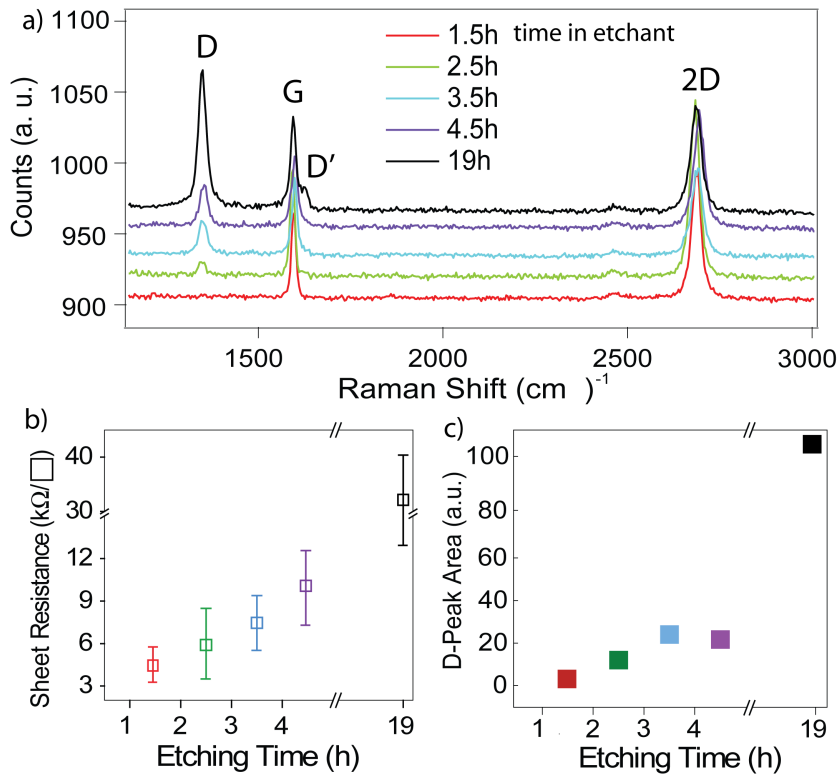 a)
1100
1050
1000
950
900
Counts (a. u.)
D
G
D′
2D
1.5h time in etchant
2.5h
3.5h
4.5h
19h
1500 2000 2500 3000
Raman Shift (cm )-1
b)
40
30
12
9
6
3
Sheet Resistance (kΩ/□)
1 2 3 4 19
Etching Time (h)
c)
100
80
60
40
20
0
D-Peak Area (a.u.)
1 2 3 4 19
Etching Time (h)